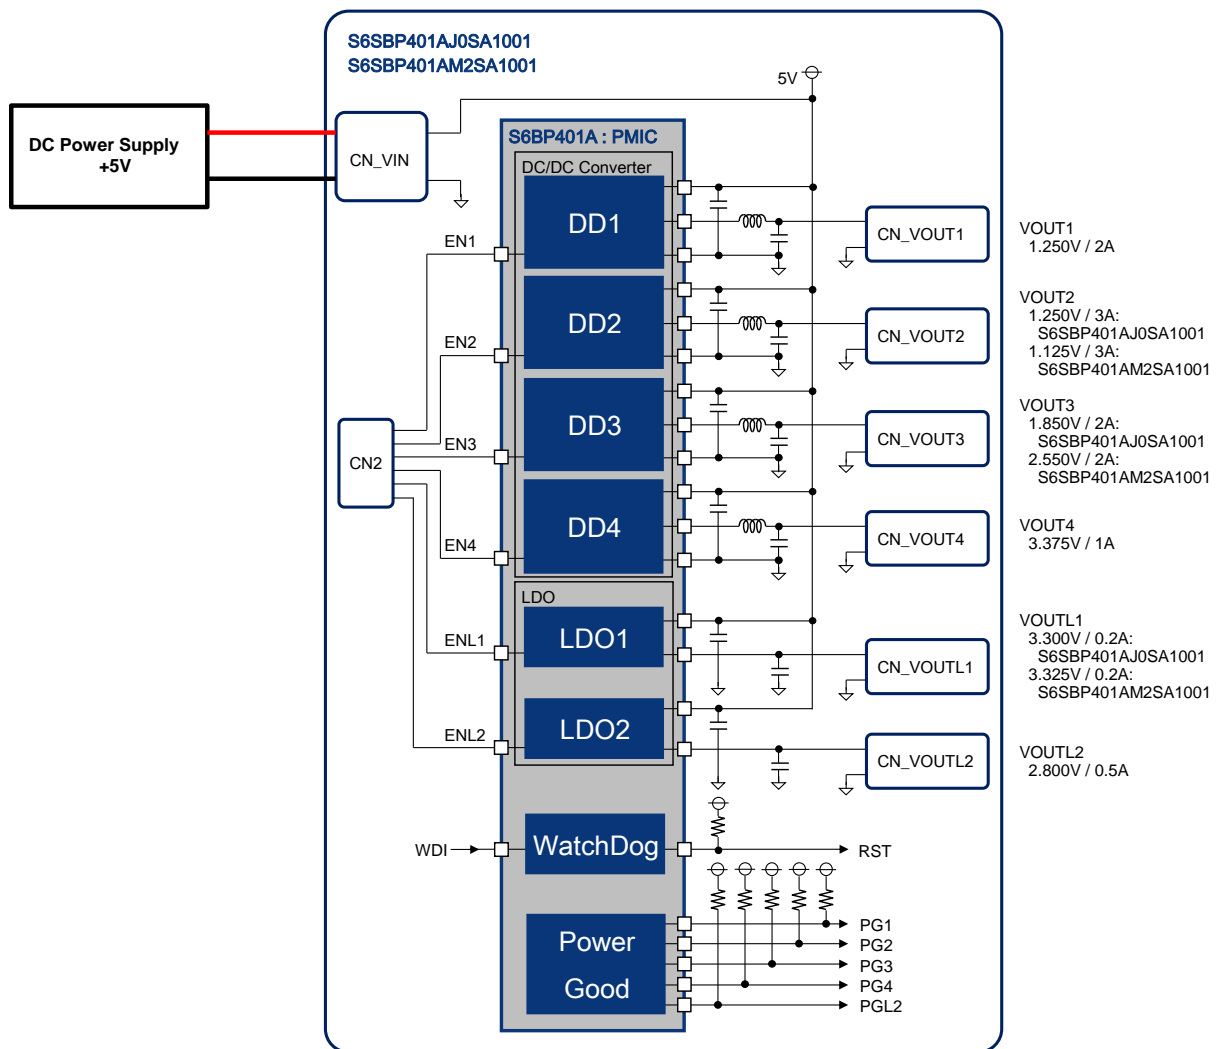 S6SBP401AJ0SA1001
S6SBP401AM2SA1001
5V
DC Power Supply
+5V
CN_VIN
S6BP401A : PMIC
DC/DC Converter
DD1
EN1
CN_VOUT1
VOUT1
1.250V / 2A
DD2
EN2
CN_VOUT2
VOUT2
1.250V / 3A:
S6SBP401AJ0SA1001
1.125V / 3A:
S6SBP401AM2SA1001
DD3
EN3
CN2
CN_VOUT3
VOUT3
1.850V / 2A:
S6SBP401AJ0SA1001
2.550V / 2A:
S6SBP401AM2SA1001
DD4
EN4
CN_VOUT4
VOUT4
3.375V / 1A
LDO
LDO1
ENL1
CN_VOUTL1
VOUTL1
3.300V / 0.2A:
S6SBP401AJ0SA1001
3.325V / 0.2A:
S6SBP401AM2SA1001
LDO2
ENL2
CN_VOUTL2
VOUTL2
2.800V / 0.5A
WDI
WatchDog
RST
Power
Good
PG1
PG2
PG3
PG4
PGL2